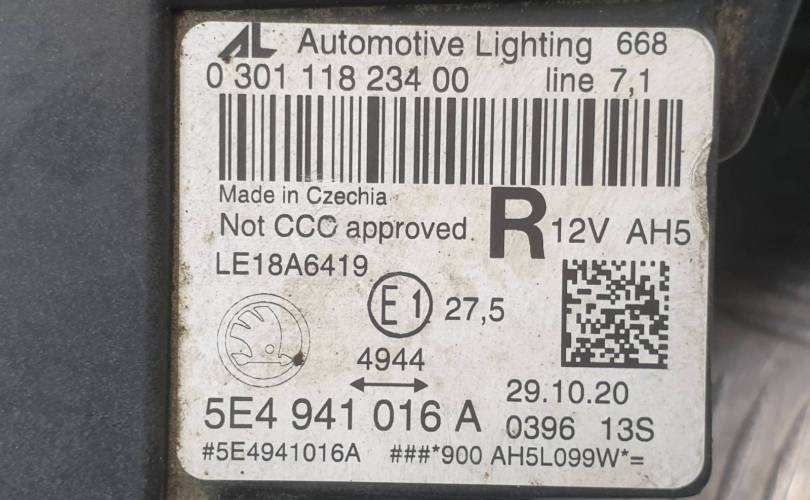 AL Automotive Lighting 668
0 301 118 234 00 line 7,1
Made in Czechia
Not CCC approved R 12V AH5
LE18A6419
E1 27,5
4944
29.10.20
5E4 941 016 A 0396 13S
#5E4941016A ###*900 AH5L099W*=